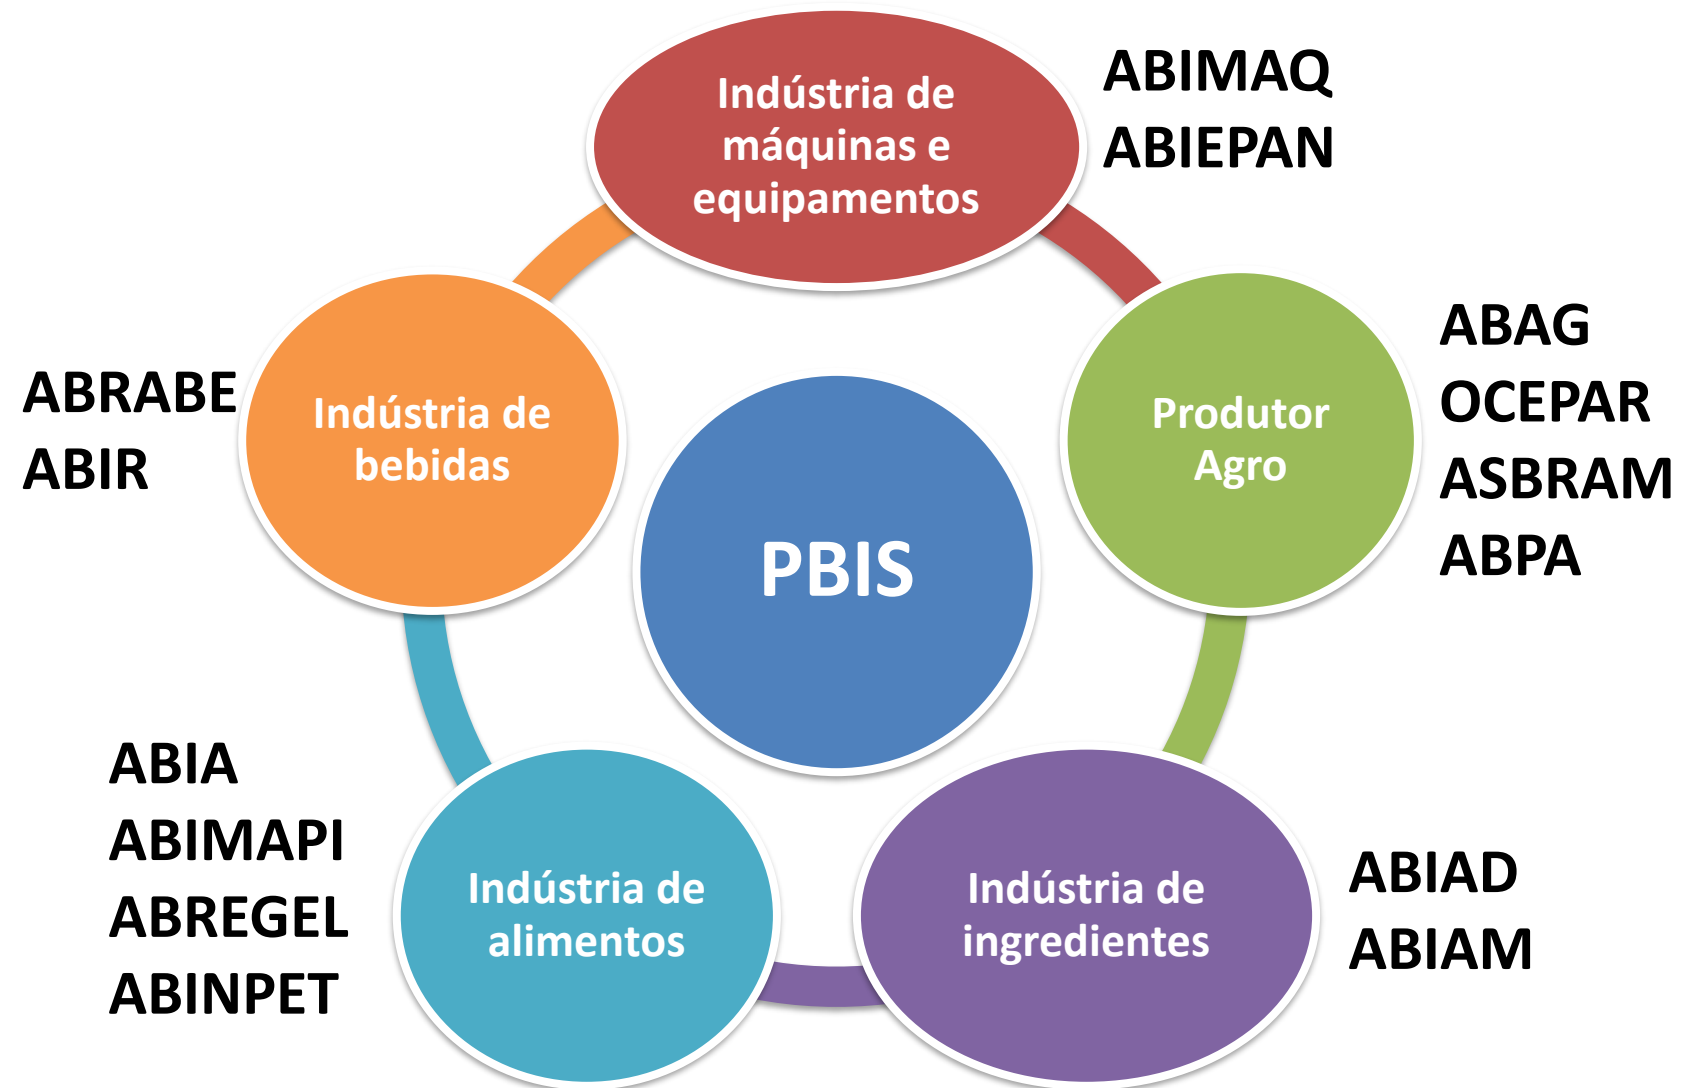 Indústria de
máquinas e
equipamentos
ABIMAQ
ABIEPAN
Produtor
Agro
ABAG
OCEPAR
ASBRAM
ABPA
Indústria de
ingredientes
ABIAD
ABIAM
Indústria de
alimentos
ABIA
ABIMAPI
ABREGEL
ABINPET
Indústria de
bebidas
ABRABE
ABIR
PBIS